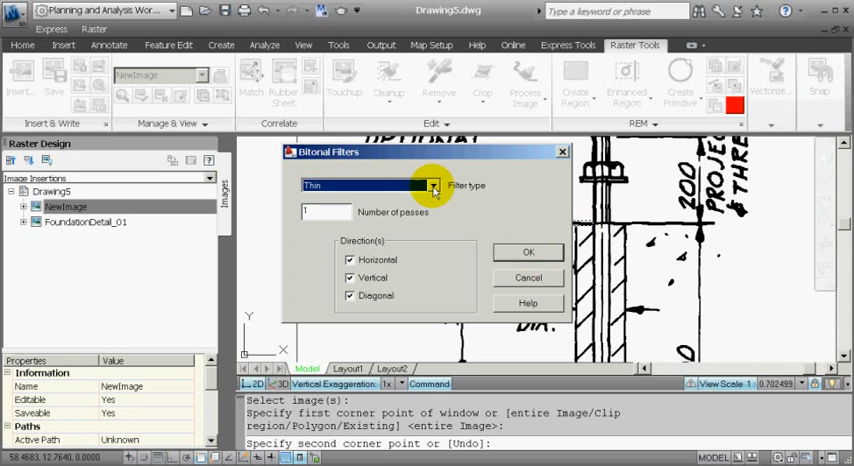 Planning and Analysis Wor...
Drawing5.dwg
Type a keyword or phrase
Express Raster
Home Insert Annotate Feature Edit Create Analyze View Tools Output Map Setup Help Online Express Tools Raster Tools
Insert... Save
NewImage
Match Rubber Sheet
Touchup Cleanup Remove Crop Process Image
Create Region Enhanced Region Create Primitive
Vectorize... Snap
Insert & Write Manage & View Correlate Edit REM
Raster Design
Image Insertions
Drawing5
NewImage
FoundationDetail_01
Images
Properties Value
Information
Name NewImage
Editable Yes
Saveable Yes
Paths
Active Path Unknown
OPTIONAL
Bitonal Filters
Thin
Filter type
1
Number of passes
Direction(s)
Horizontal
Vertical
Diagonal
OK
Cancel
Help
200
PROJEC
& THRE
DIA.
Y
X
Model Layout1 Layout2
2D 3D Vertical Exaggeration: 1x Command
View Scale 1 0.702499
Select image(s):
Specify first corner point of window or [entire Image/Clip
region/Polygon/Existing] <entire Image>:
Specify second corner point or [Undo]:
58.4683, 12.7640, 0.0000
MODEL